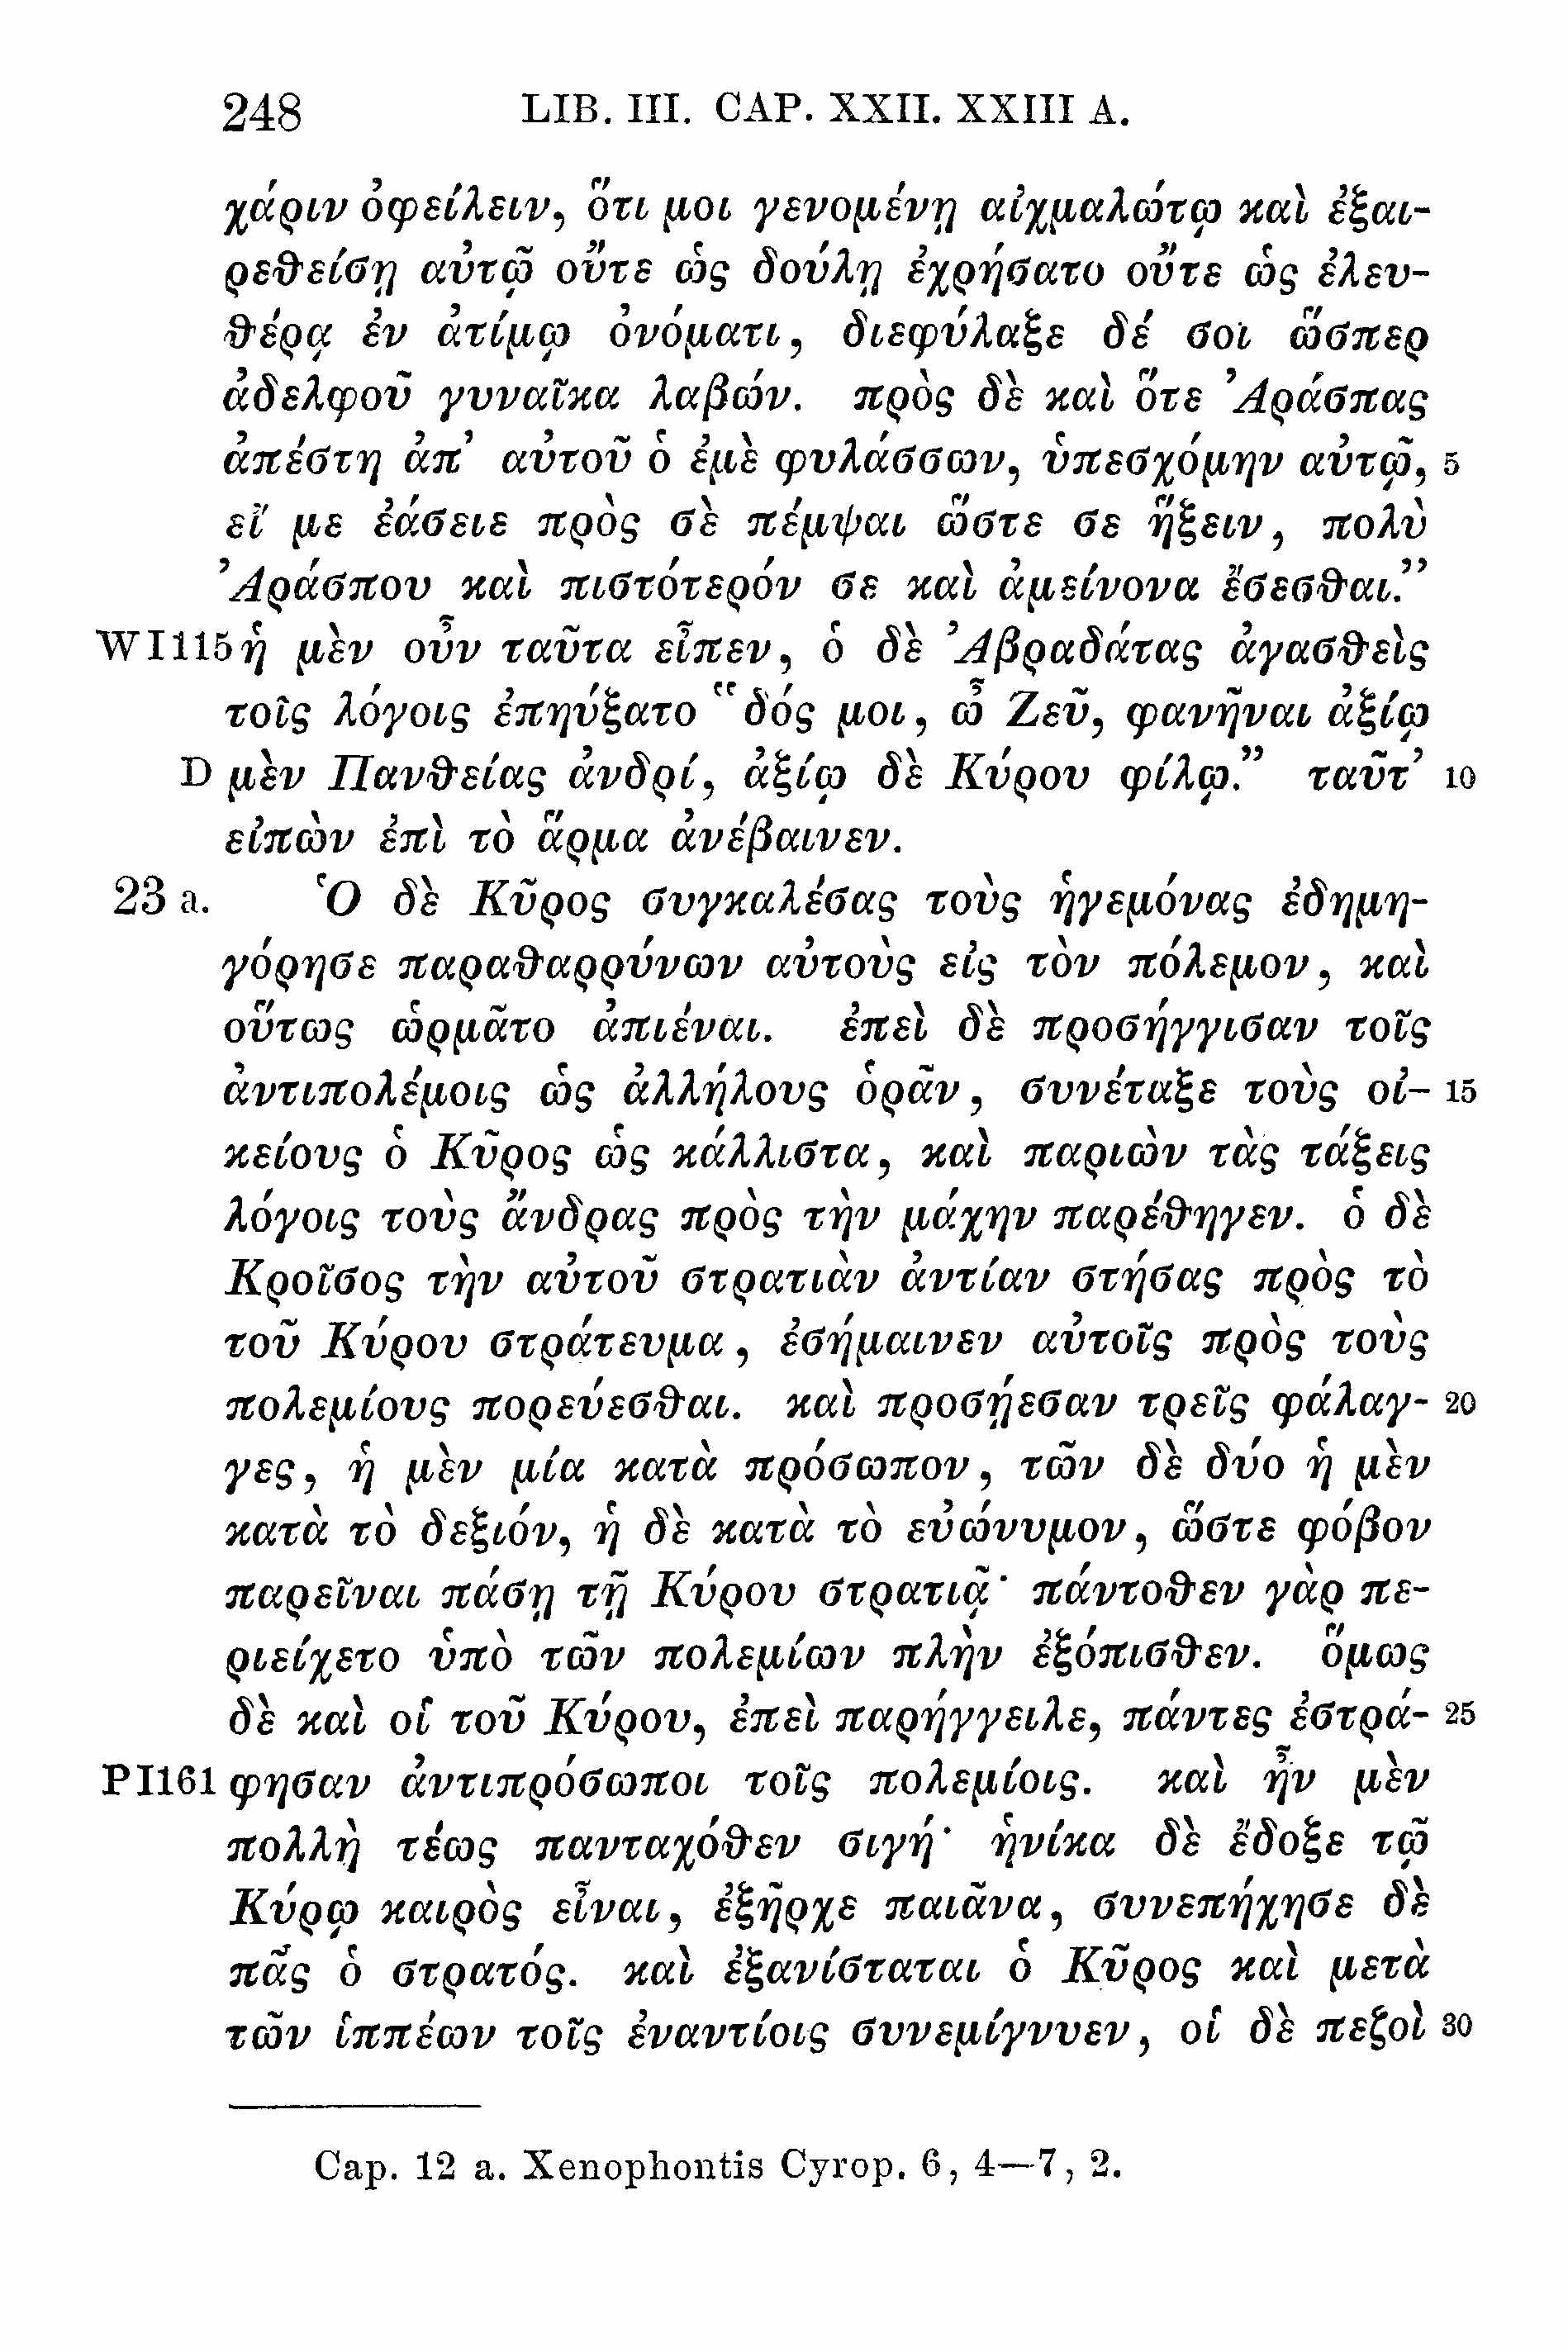 248 LIB. III. CAP. XXII. XXIII A.
χάριν ὀφείλειν, ὅτι μοι γενομένῃ αἰχμαλώτῳ καὶ ἐξαι-
ρεθείσῃ αὐτῷ οὔτε ὡς δούλῃ ἐχρήσατο οὔτε ὡς ἐλευ-
θέρᾳ ἐν ἀτίμῳ ὀνόματι, διεφύλαξε δέ σοι ὥσπερ
ἀδελφοῦ γυναῖκα λαβών. πρὸς δὲ καὶ ὅτε Ἀράσπας
ἀπέστη ἀπ’ αὐτοῦ ὁ ἐμὲ φυλάσσων, ὑπεσχόμην αὐτῷ, 5
εἴ με ἐάσειε πρὸς σὲ πέμψαι ὥστε σε ἥξειν, πολὺ
Ἀράσπου καὶ πιστότερόν σε καὶ ἀμείνονα ἔσεσθαι.”
W I 115 ἡ μὲν οὖν ταῦτα εἶπεν, ὁ δὲ Ἀβραδάτας ἀγασθεὶς
τοῖς λόγοις ἐπηύξατο “δός μοι, ὦ Ζεῦ, φανῆναι ἀξίῳ
D μὲν Πανθείας ἀνδρί, ἀξίῳ δὲ Κύρου φίλῳ.” ταῦτ’ 10
εἰπὼν ἐπὶ τὸ ἅρμα ἀνέβαινεν.
23 a. Ὁ δὲ Κῦρος συγκαλέσας τοὺς ἡγεμόνας ἐδημη-
γόρησε παραθαρρύνων αὐτοὺς εἰς τὸν πόλεμον, καὶ
οὕτως ὡρμᾶτο ἀπιέναι. ἐπεὶ δὲ προσήγγισαν τοῖς
ἀντιπολέμοις ὡς ἀλλήλους ὁρᾶν, συνέταξε τοὺς οἰ- 15
κείους ὁ Κῦρος ὡς κάλλιστα, καὶ παριὼν τὰς τάξεις
λόγοις τοὺς ἄνδρας πρὸς τὴν μάχην παρέθηγεν. ὁ δὲ
Κροῖσος τὴν αὐτοῦ στρατιὰν ἀντίαν στήσας πρὸς τὸ
τοῦ Κύρου στράτευμα, ἐσήμαινεν αὐτοῖς πρὸς τοὺς
πολεμίους πορεύεσθαι. καὶ προσῄεσαν τρεῖς φάλαγ- 20
γες, ἡ μὲν μία κατὰ πρόσωπον, τῶν δὲ δύο ἡ μὲν
κατὰ τὸ δεξιόν, ἡ δὲ κατὰ τὸ εὐώνυμον, ὥστε φόβον
παρεῖναι πάσῃ τῇ Κύρου στρατιᾷ· πάντοθεν γὰρ πε-
ριείχετο ὑπὸ τῶν πολεμίων πλὴν ἐξόπισθεν. ὅμως
δὲ καὶ οἱ τοῦ Κύρου, ἐπεὶ παρήγγειλε, πάντες ἐστρά- 25
P I 161 φησαν ἀντιπρόσωποι τοῖς πολεμίοις. καὶ ἦν μὲν
πολλὴ τέως πανταχόθεν σιγή· ἡνίκα δὲ ἔδοξε τῷ
Κύρῳ καιρὸς εἶναι, ἐξῆρχε παιᾶνα, συνεπήχησε δὲ
πᾶς ὁ στρατός. καὶ ἐξανίσταται ὁ Κῦρος καὶ μετὰ
τῶν ἱππέων τοῖς ἐναντίοις συνεμίγνυεν, οἱ δὲ πεζοὶ 30
Cap. 12 a. Xenophontis Cyrop. 6, 4—7, 2.